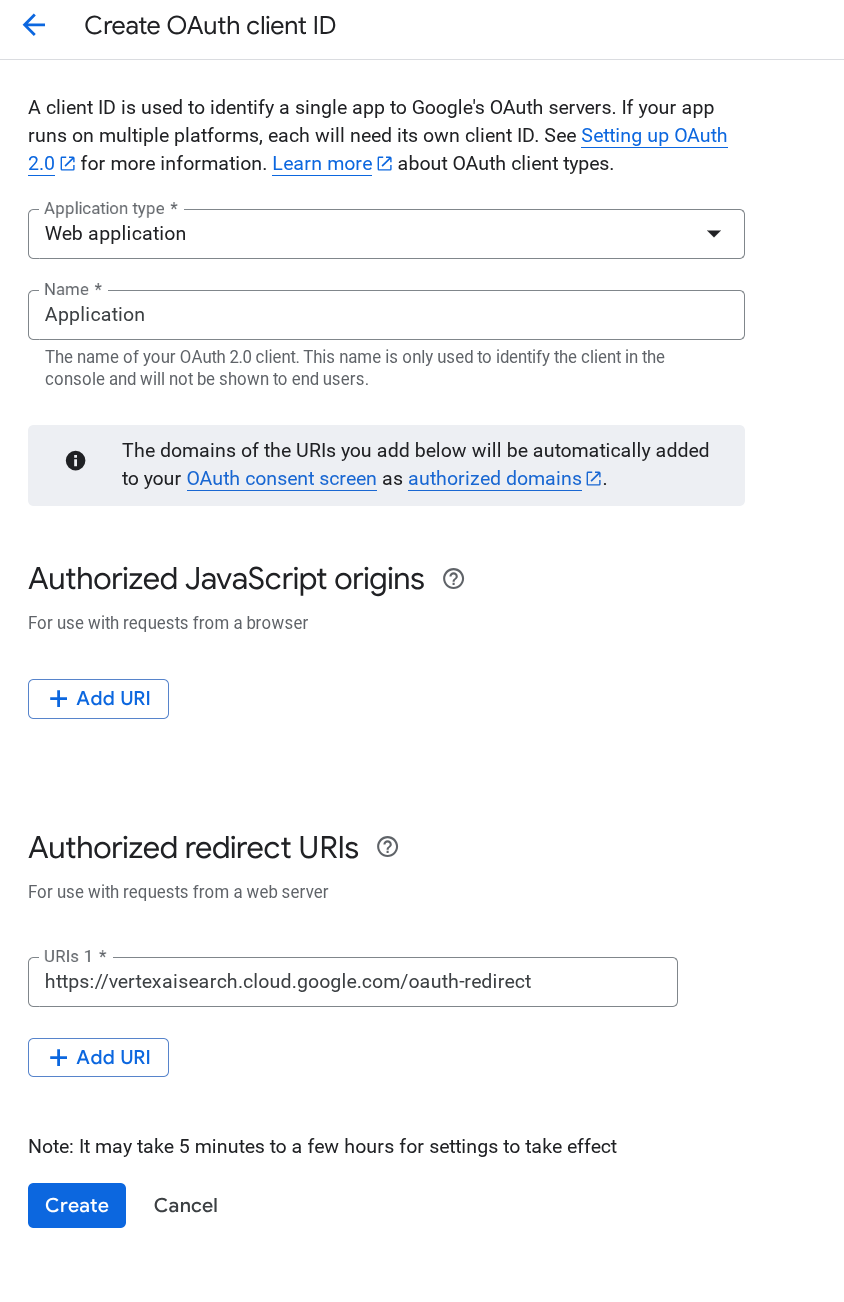 Create OAuth client ID
A client ID is used to identify a single app to Google's OAuth servers. If your app
runs on multiple platforms, each will need its own client ID. See Setting up OAuth
2.0 for more information. Learn more about OAuth client types.
Application type *
Web application
Name *
Application
The name of your OAuth 2.0 client. This name is only used to identify the client in the
console and will not be shown to end users.
The domains of the URIs you add below will be automatically added
to your OAuth consent screen as authorized domains.
Authorized JavaScript origins
For use with requests from a browser
+ Add URI
Authorized redirect URIs
For use with requests from a web server
URIs 1 *
https://vertexaisearch.cloud.google.com/oauth-redirect
+ Add URI
Note: It may take 5 minutes to a few hours for settings to take effect
Create Cancel